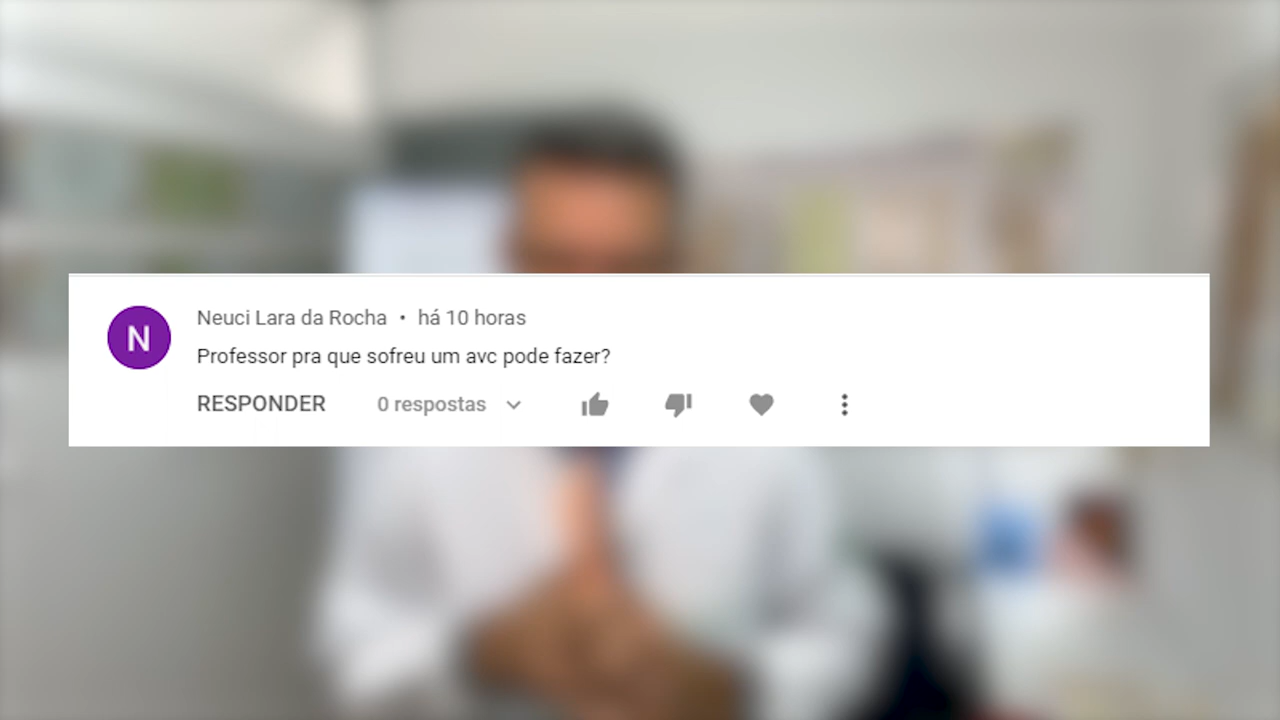 N
Neuci Lara da Rocha • há 10 horas
Professor pra que sofreu um avc pode fazer?
RESPONDER 0 respostas